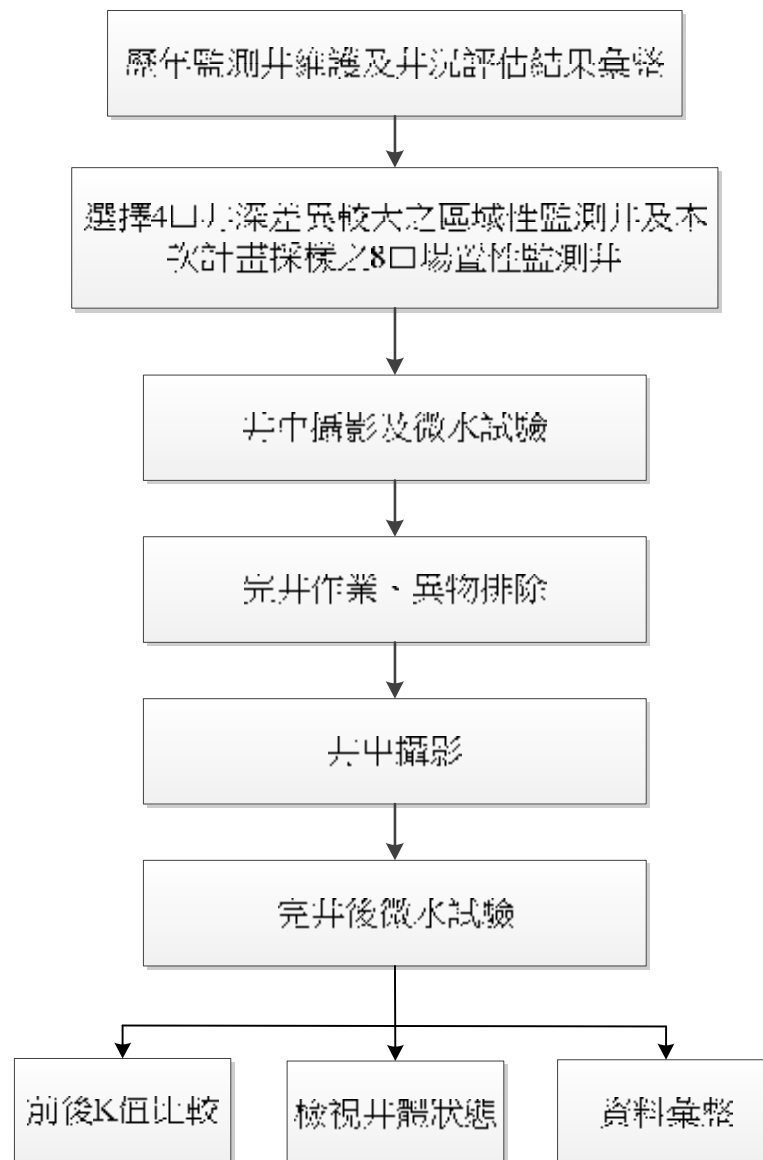 歷年監測井維護及井況評估結果彙整
選擇4口井深差異較大之區域性監測井及本
次計畫採樣之8口場置性監測井
井中攝影及微水試驗
完井作業、異物排除
井中攝影
完井後微水試驗
前後K值比較
檢視井體狀態
資料彙整